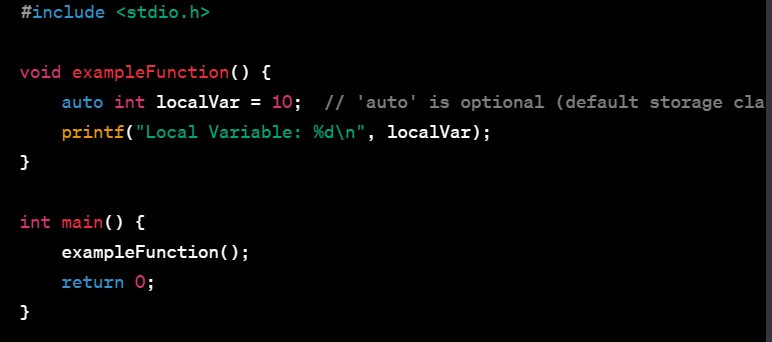 #include <stdio.h>
void exampleFunction() {
auto int localVar = 10;  // 'auto' is optional (default storage cla
printf("Local Variable: %d\n", localVar);
}
int main() {
exampleFunction();
return 0;
}